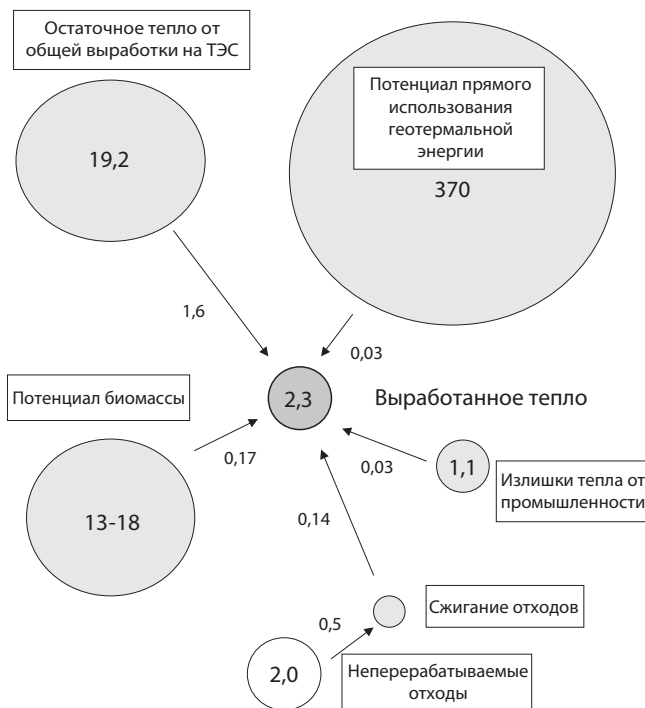 Остаточное тепло от
общей выработки на ТЭС
19,2
Потенциал прямого
использования
геотермальной
энергии
370
1,6
0,03
Потенциал биомассы
2,3
Выработанное тепло
0,17
0,03
1,1
Излишки тепла от
промышленности
13-18
0,14
Сжигание отходов
0,5
2,0
Неперерабатываемые
отходы